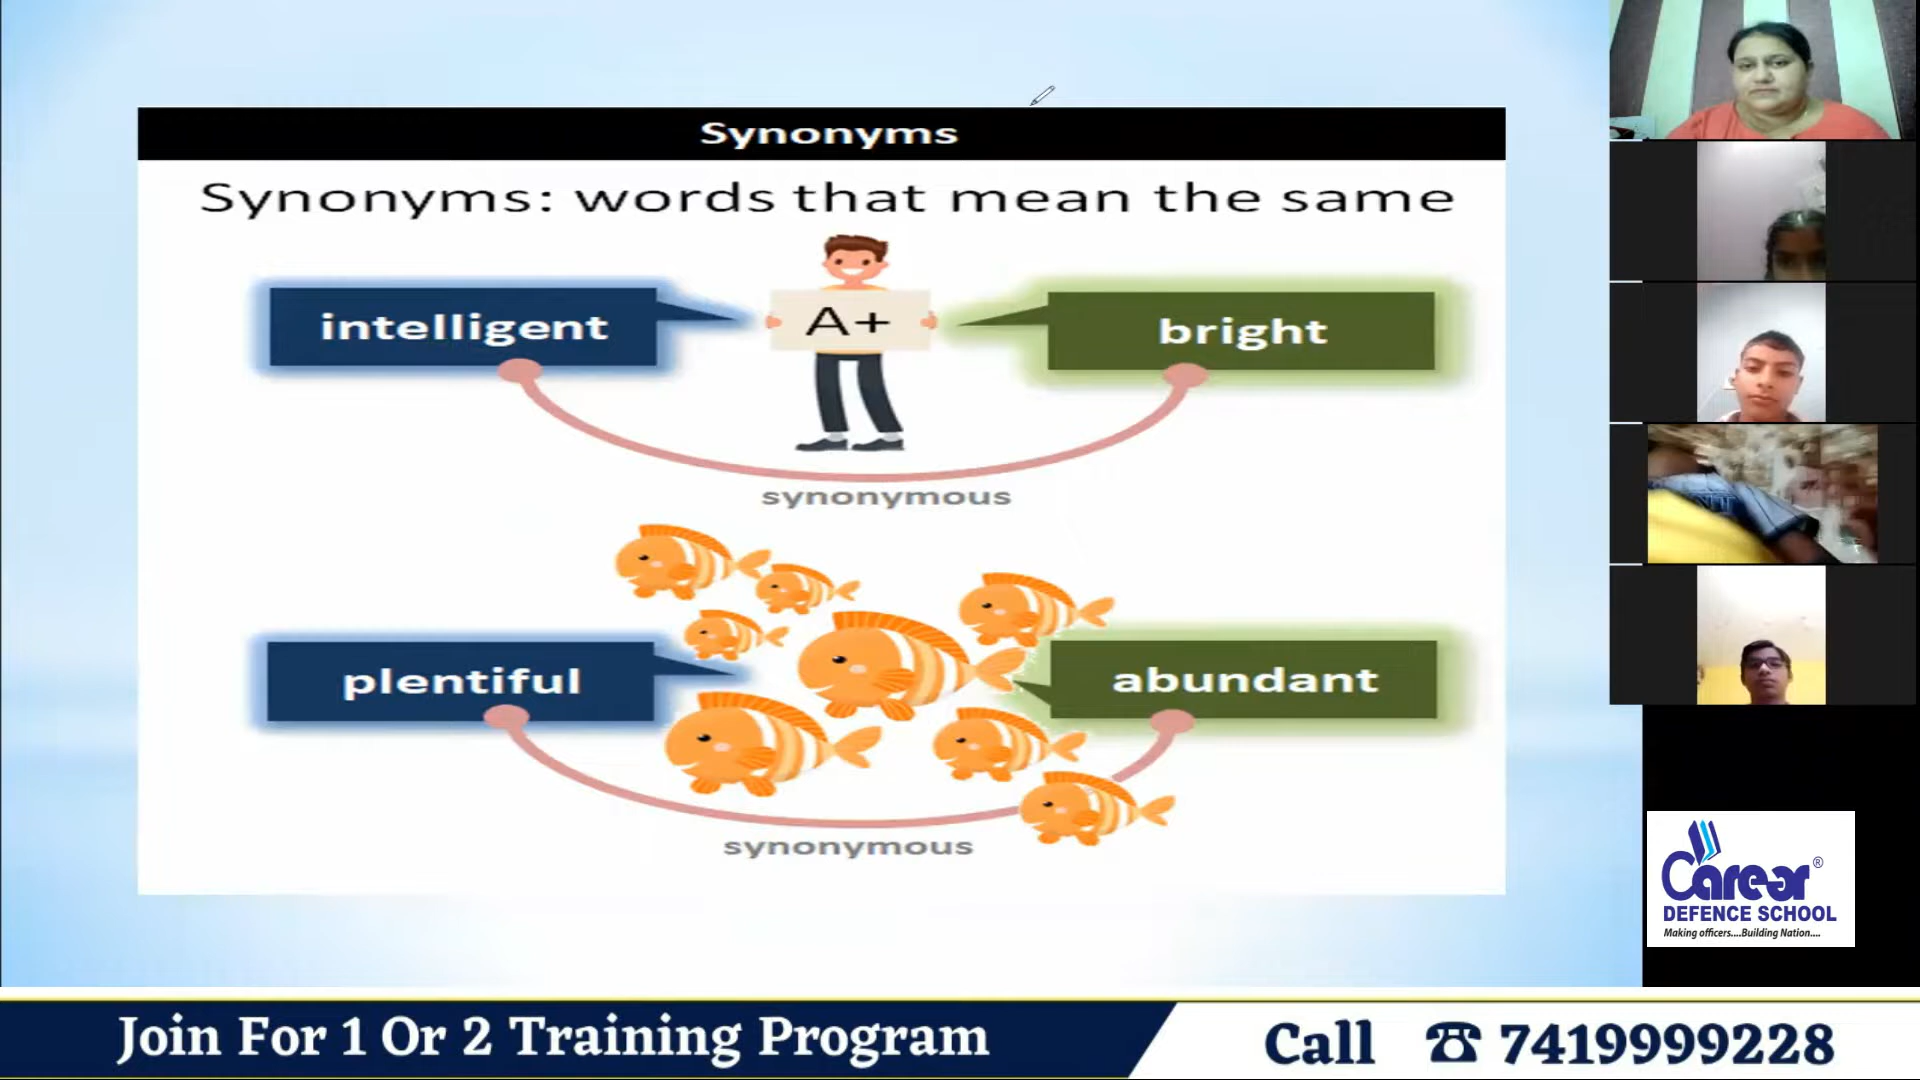 Synonyms
Synonyms: words that mean the same
intelligent
A+
bright
synonymous
plentiful
abundant
synonymous
Carear®
DEFENCE SCHOOL
Making officers....Building Nation....
Join For 1 Or 2 Training Program
Call ☎ 7419999228